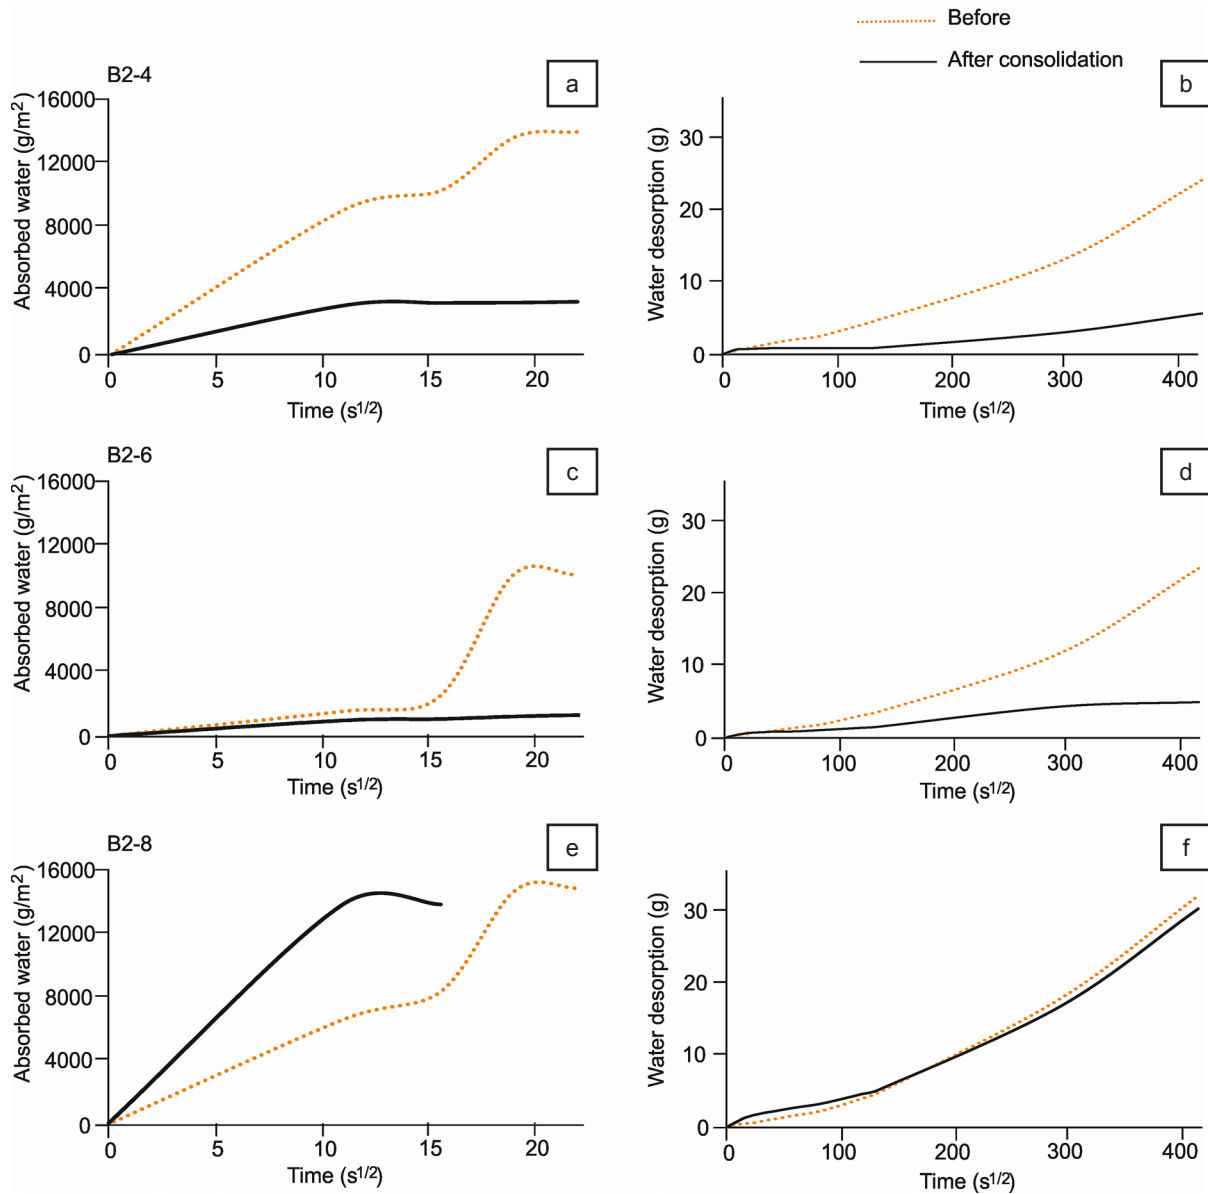 Before
After consolidation
B2-4
a
b
Absorbed water (g/m²)
16000
12000
8000
4000
0
0 5 10 15 20
Time (s1/2)
Water desorption (g)
30
20
10
0
0 100 200 300 400
Time (s1/2)
B2-6
c
d
Absorbed water (g/m²)
16000
12000
8000
4000
0
0 5 10 15 20
Time (s1/2)
Water desorption (g)
30
20
10
0
0 100 200 300 400
Time (s1/2)
B2-8
e
f
Absorbed water (g/m²)
16000
12000
8000
4000
0
0 5 10 15 20
Time (s1/2)
Water desorption (g)
30
20
10
0
0 100 200 300 400
Time (s1/2)